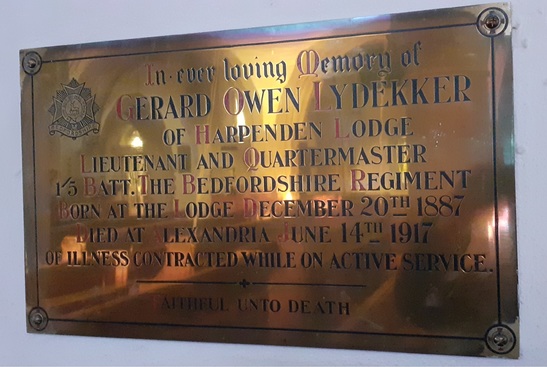 In ever loving Memory of
GERARD OWEN LYDEKKER
OF HARPENDEN LODGE
LIEUTENANT AND QUARTERMASTER
1/5 BATT. THE BEDFORDSHIRE REGIMENT
BORN AT THE LODGE DECEMBER 20TH 1887
DIED AT ALEXANDRIA JUNE 14TH 1917
OF ILLNESS CONTRACTED WHILE ON ACTIVE SERVICE.
FAITHFUL UNTO DEATH